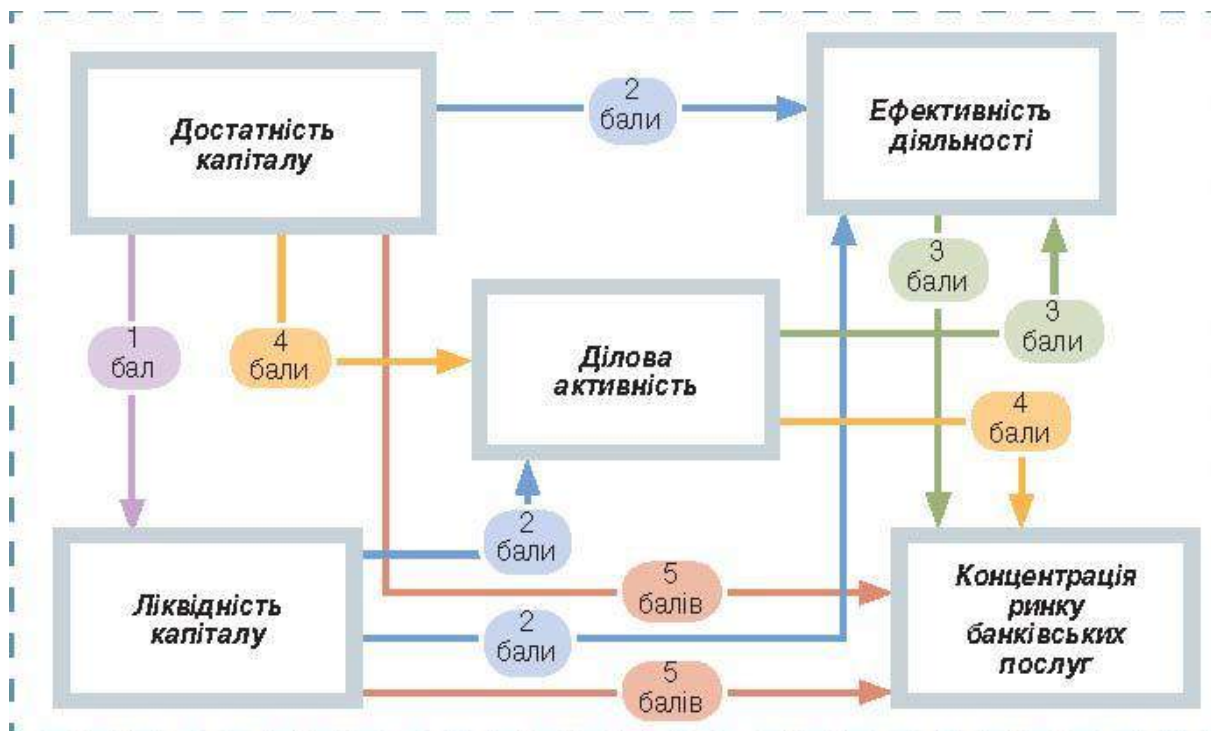 Достатність
капіталу
2
бали
Ефективність
діяльності
1
бал
4
бали
Ділова
активність
3
бали
3
бали
4
бали
Ліквідність
капіталу
2
бали
2
бали
5
балів
5
балів
Концентрація
ринку
банківських
послуг